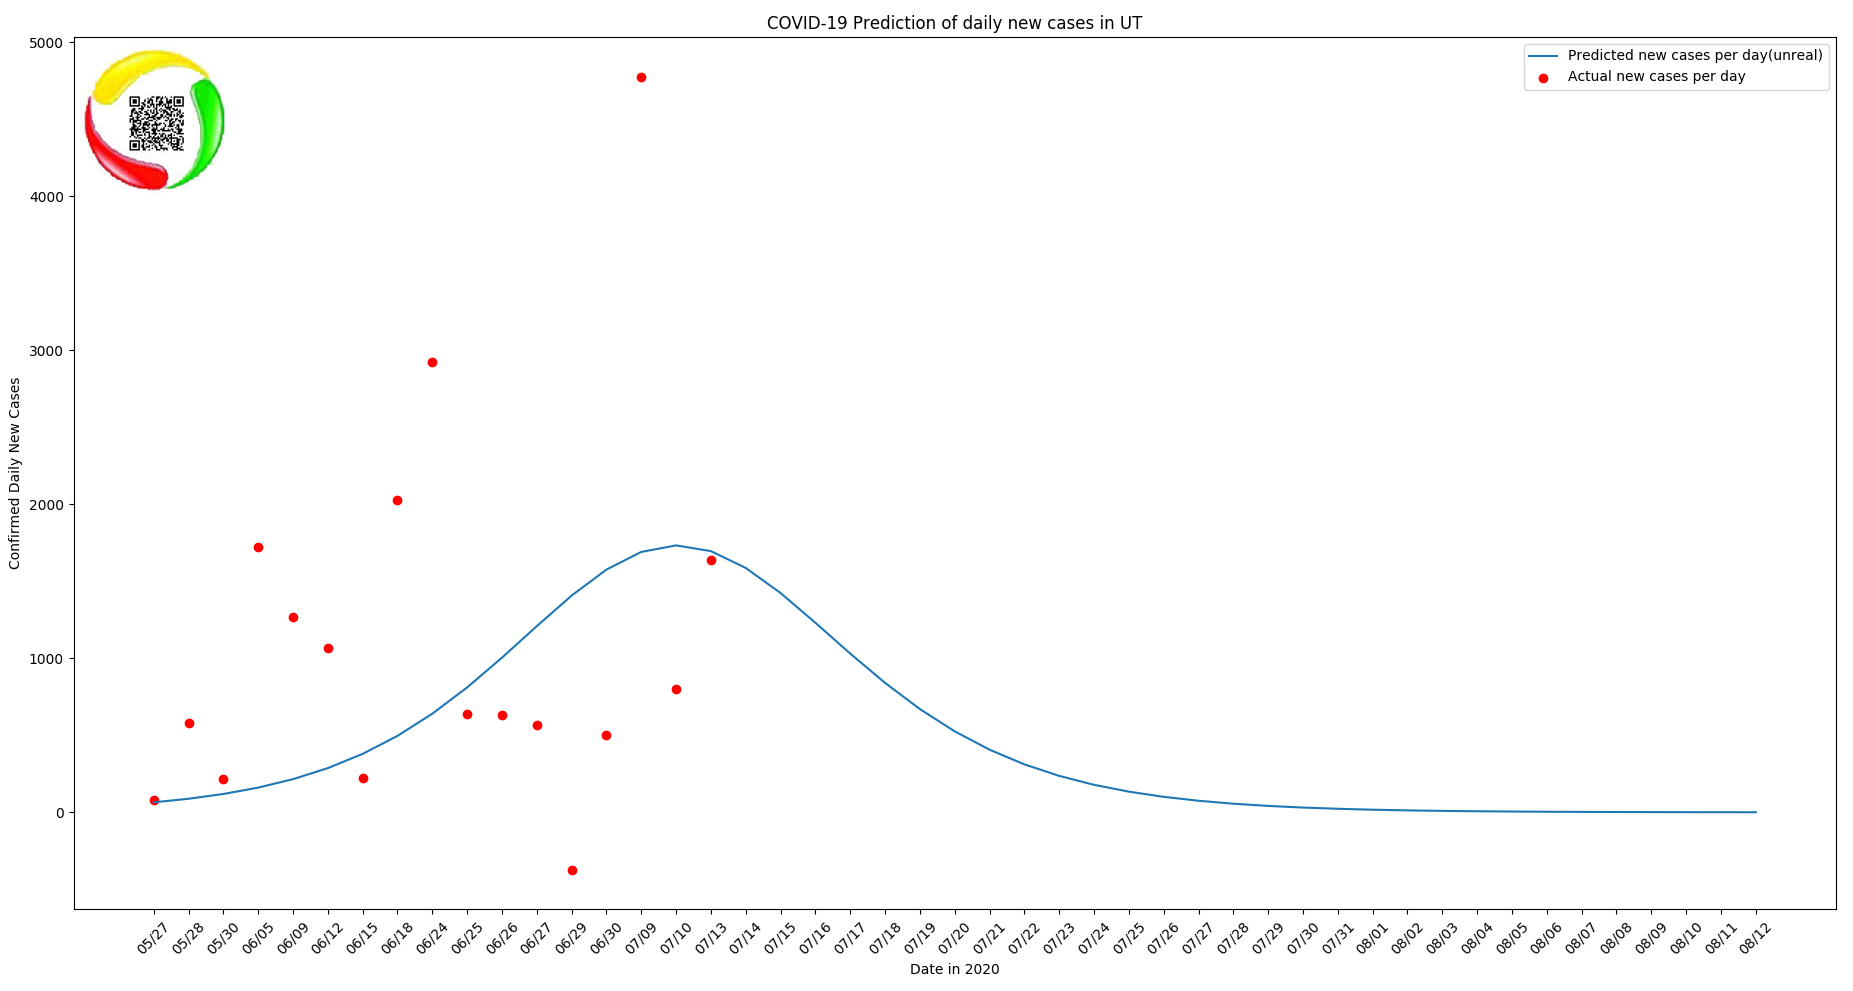 COVID-19 Prediction of daily new cases in UT
Predicted new cases per day(unreal)
Actual new cases per day
Confirmed Daily New Cases
5000
4000
3000
2000
1000
0
05/27 05/28 05/30 06/05 06/09 06/12 06/15 06/18 06/24 06/25 06/26 06/27 06/29 06/30 07/09 07/10 07/13 07/14 07/15 07/16 07/17 07/18 07/19 07/20 07/21 07/22 07/23 07/24 07/25 07/26 07/27 07/28 07/29 07/30 07/31 08/01 08/02 08/03 08/04 08/05 08/06 08/07 08/08 08/09 08/10 08/11 08/12
Date in 2020